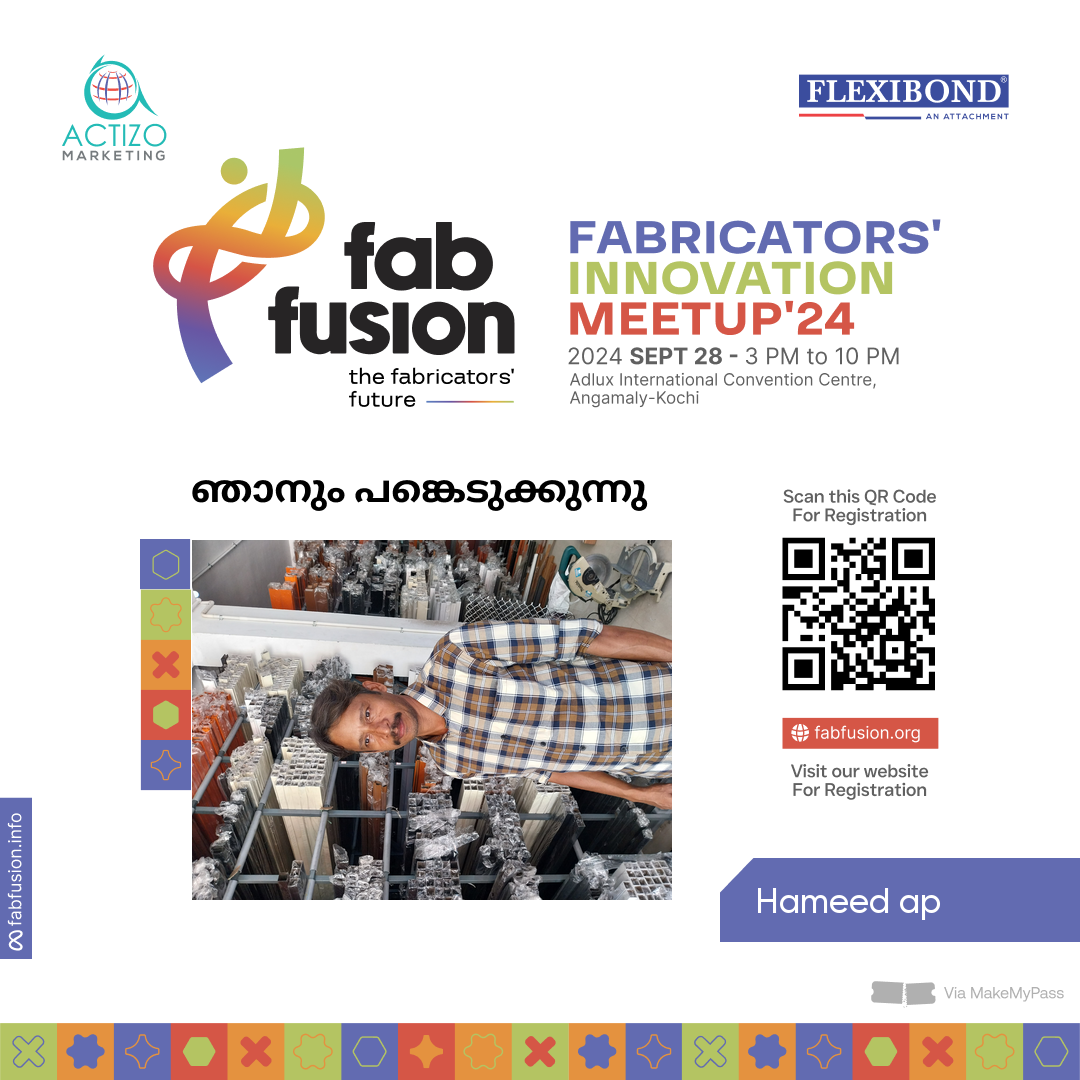 ACTIZO
MARKETING
FLEXIBOND®
AN ATTACHMENT
fab
fusion
the fabricators'
future
FABRICATORS'
INNOVATION
MEETUP'24
2024 SEPT 28 - 3 PM to 10 PM
Adlux International Convention Centre,
Angamaly-Kochi
ഞാനും പങ്കെടുക്കുന്നു
Scan this QR Code
For Registration
fabfusion.org
Visit our website
For Registration
fabfusion.info
Hameed ap
Via MakeMyPass